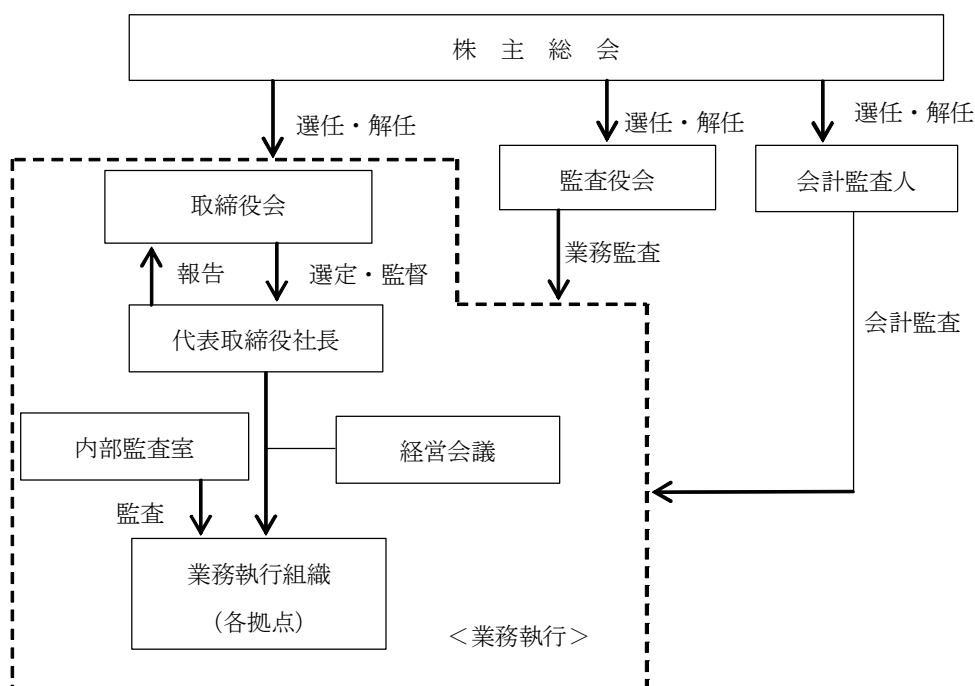 株 主 総 会
選任・解任
選任・解任
選任・解任
取締役会
監査役会
会計監査人
報告
選定・監督
業務監査
代表取締役社長
会計監査
内部監査室
経営会議
監査
業務執行組織
(各拠点)
＜業務執行＞